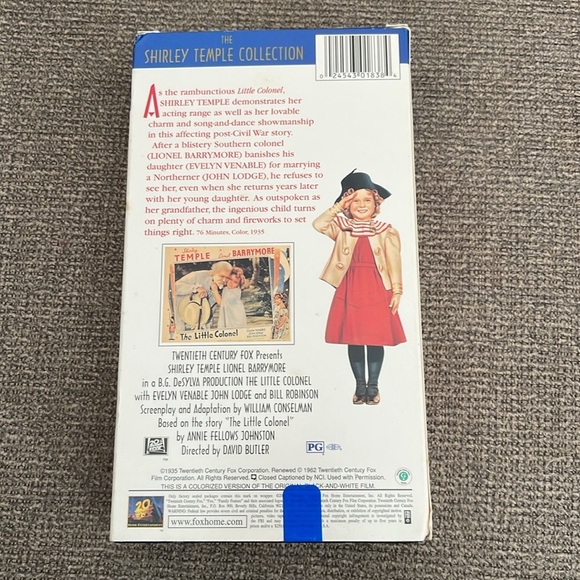 THE
SHIRLEY TEMPLE COLLECTION
0 24543 01838 4
As the rambunctious Little Colonel,
SHIRLEY TEMPLE demonstrates her
acting range as well as her lovable
charm and song-and-dance showmanship
in this affecting post-Civil War story.
After a blistery Southern colonel
(LIONEL BARRYMORE) banishes his
daughter (EVELYN VENABLE) for marrying
a Northerner (JOHN LODGE), he refuses to
see her, even when she returns years later
with her young daughter. As outspoken as
her grandfather, the ingenious child turns
on plenty of charm and fireworks to set
things right. 76 Minutes, Color, 1935
Shirley Lionel
TEMPLE BARRYMORE
The Little Colonel
TWENTIETH CENTURY FOX Presents
SHIRLEY TEMPLE LIONEL BARRYMORE
in a B.G. DeSYLVA PRODUCTION THE LITTLE COLONEL
with EVELYN VENABLE JOHN LODGE and BILL ROBINSON
Screenplay and Adaptation by WILLIAM CONSELMAN
Based on the story "The Little Colonel"
by ANNIE FELLOWS JOHNSTON
Directed by DAVID BUTLER
PG
©1935 Twentieth Century Fox Film Corporation. Renewed © 1962 Twentieth Century Fox
Film Corporation. All Rights Reserved. Closed Captioned by NCI. Used with Permission.
THIS IS A COLORIZED VERSION OF THE ORIGINAL BLACK-AND-WHITE FILM.
www.foxhome.com